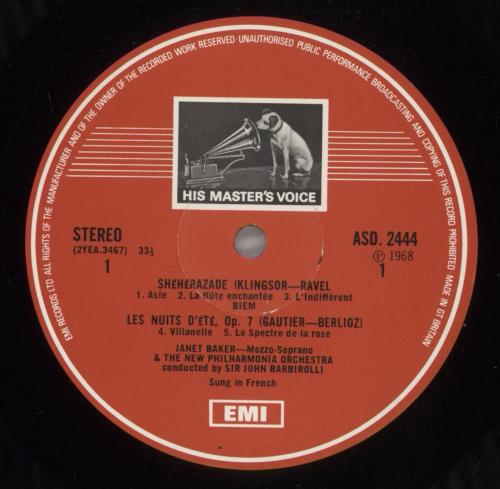 EMI RECORDS LTD ALL RIGHTS OF THE MANUFACTURER AND OF THE OWNER OF THE RECORDED WORK RESERVED UNAUTHORISED PUBLIC PERFORMANCE BROADCASTING AND COPYING OF THIS RECORD PROHIBITED MADE IN GT BRITAIN
HIS MASTER'S VOICE
STEREO
(2YEA.3467) 33⅓
1
ASD. 2444
Ⓟ 1968
1
SHEHERAZADE (KLINGSOR—RAVEL
1. Asie 2. La flûte enchantée 3. L'Indifférent
BIEM
LES NUITS D'ÉTÉ, Op. 7 (GAUTIER—BERLIOZ)
4. Villanelle 5. Le Spectre de la rose
JANET BAKER—Mezzo-Soprano
& THE NEW PHILHARMONIA ORCHESTRA
conducted by SIR JOHN BARBIROLLI
Sung in French
EMI